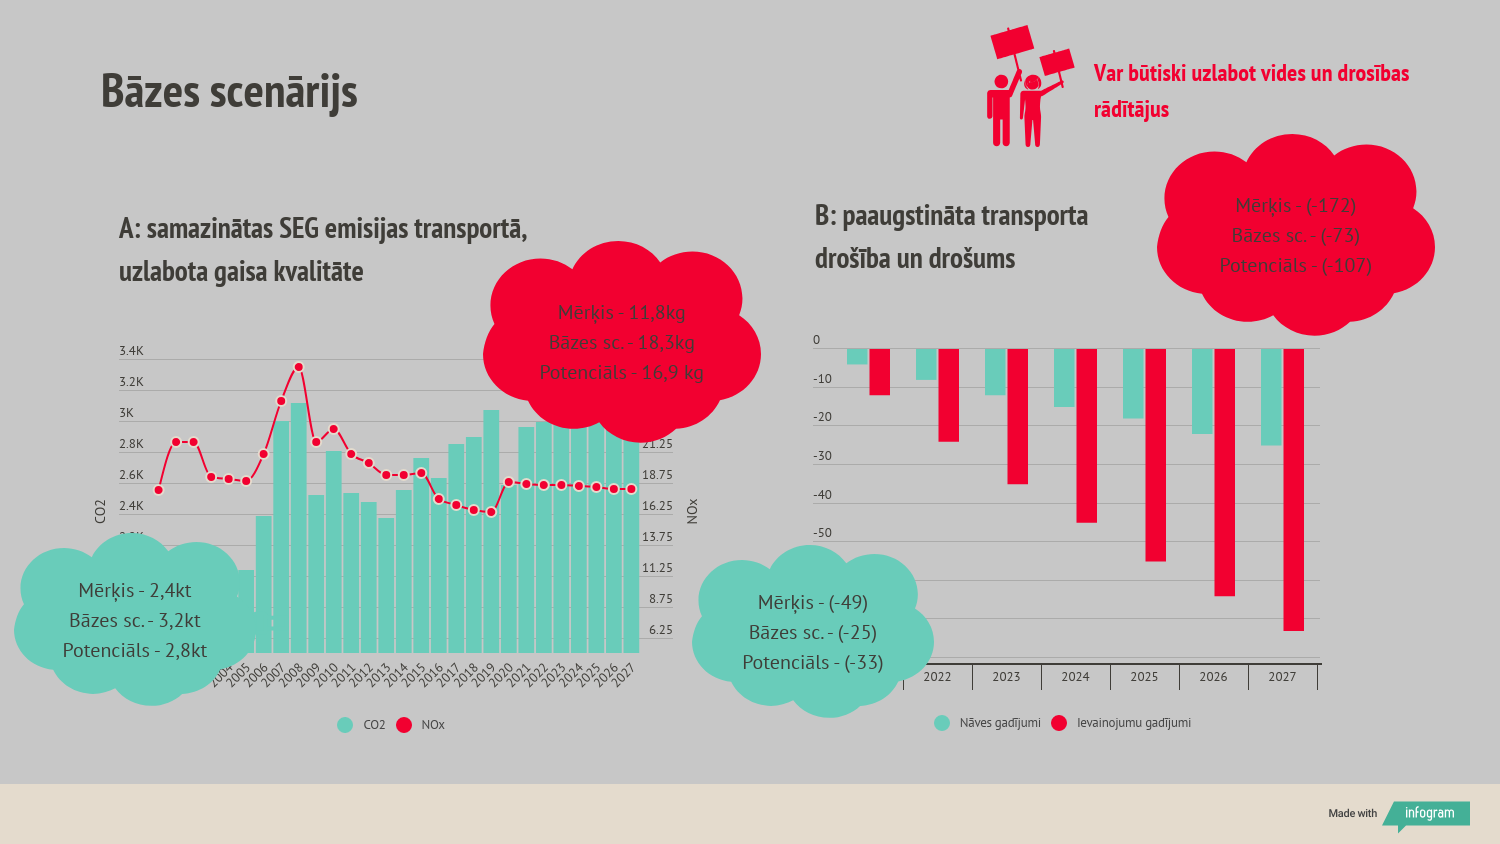 Bāzes scenārijs
Var būtiski uzlabot vides un drosības
rādītājus
A: samazinātas SEG emisijas transportā,
uzlabota gaisa kvalitāte
Mērķis - 11,8kg
Bāzes sc. - 18,3kg
Potenciāls - 16,9 kg
3.4K
3.2K
3K
2.8K
2.6K
2.4K
CO2
21.25
18.75
16.25
13.75
11.25
8.75
6.25
NOx
Mērķis - 2,4kt
Bāzes sc. - 3,2kt
Potenciāls - 2,8kt
2004
2005
2006
2007
2008
2009
2010
2011
2012
2013
2014
2015
2016
2017
2018
2019
2020
2021
2022
2023
2024
2025
2026
2027
CO2
NOx
B: paaugstināta transporta
drošība un drošums
Mērķis - (-172)
Bāzes sc. - (-73)
Potenciāls - (-107)
0
-10
-20
-30
-40
-50
Mērķis - (-49)
Bāzes sc. - (-25)
Potenciāls - (-33)
2022
2023
2024
2025
2026
2027
Nāves gadījumi
Ievainojumu gadījumi
Made with
infogram